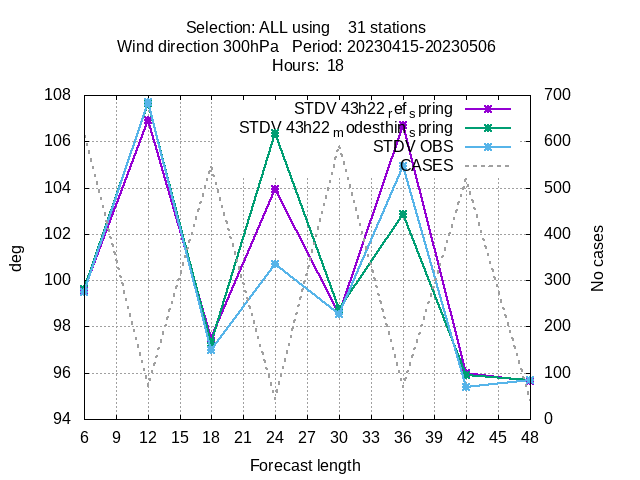 Selection: ALL using 31 stations
Wind direction 300hPa Period: 20230415-20230506
Hours: 18
108 700
STDV 43h22_ref_spring
STDV 43h22_modesthin_spring
STDV OBS
CASES
106 600
104 500
102 400
100 300
98 200
96 100
94 0
deg
No cases
6 9 12 15 18 21 24 27 30 33 36 39 42 45 48
Forecast length